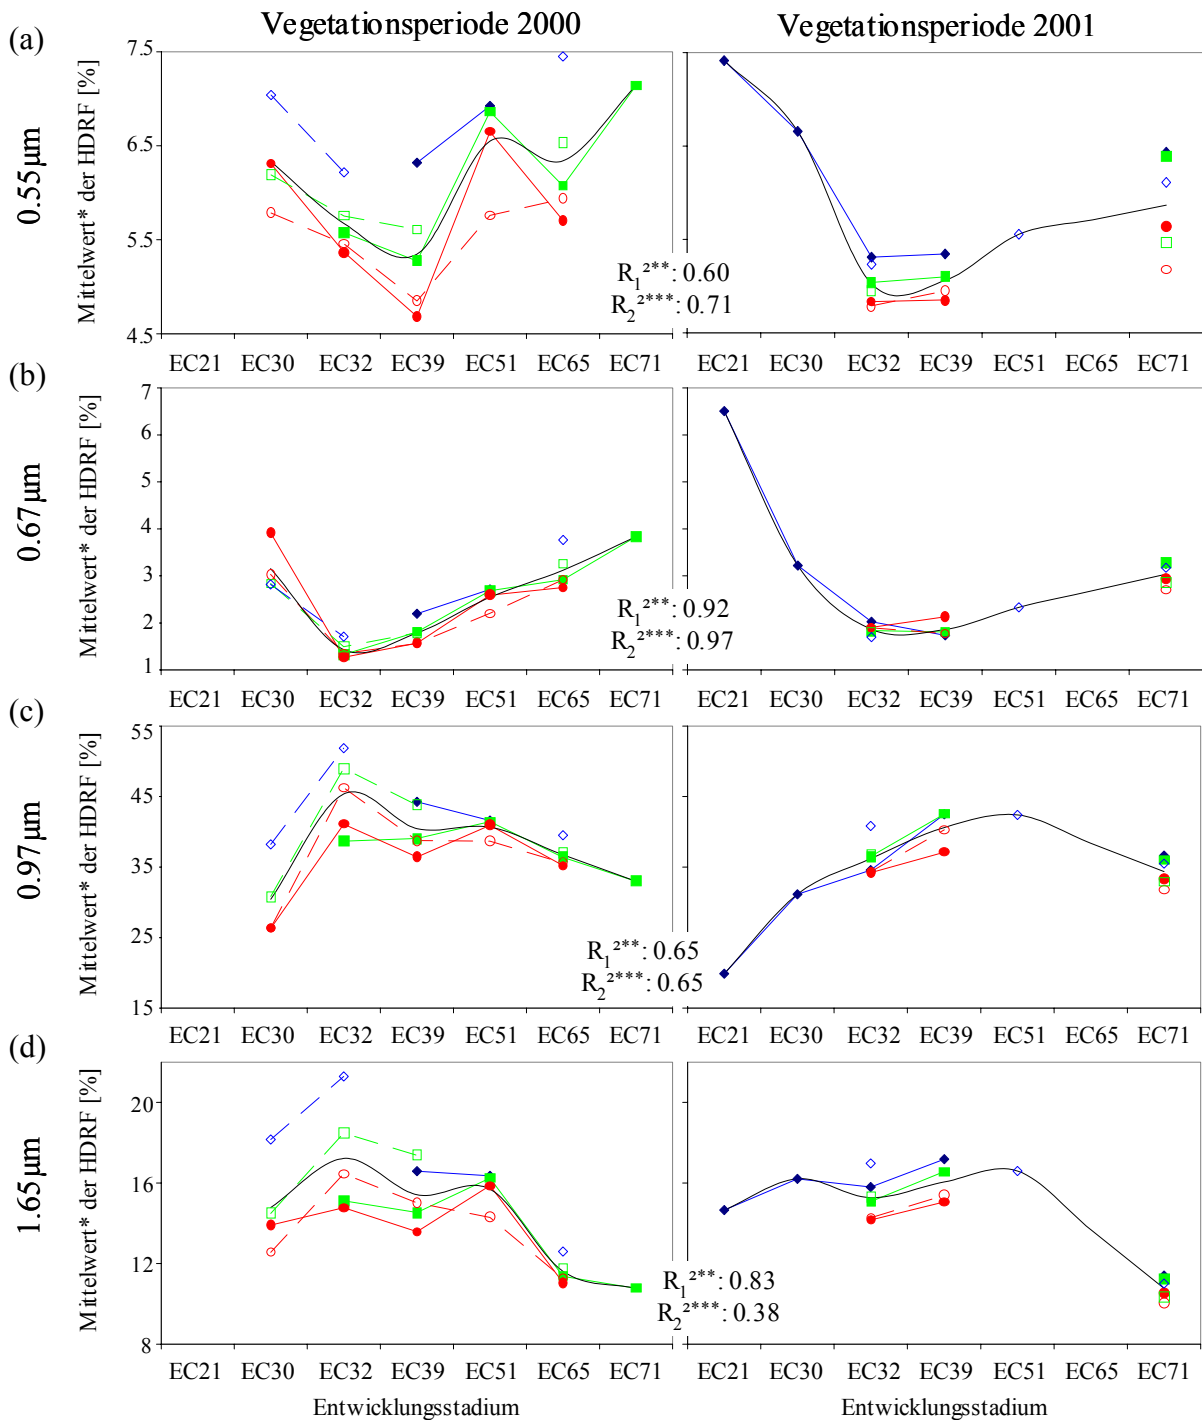 Vegetationsperiode 2000
Vegetationsperiode 2001
(a)
0.55µm
Mittelwert* der HDRF [%]
7.5
6.5
5.5
4.5
R₁²**: 0.60
R₂²***: 0.71
EC21 EC30 EC32 EC39 EC51 EC65 EC71
EC21 EC30 EC32 EC39 EC51 EC65 EC71
(b)
0.67µm
Mittelwert* der HDRF [%]
7
6
5
4
3
2
1
R₁²**: 0.92
R₂²***: 0.97
EC21 EC30 EC32 EC39 EC51 EC65 EC71
EC21 EC30 EC32 EC39 EC51 EC65 EC71
(c)
0.97µm
Mittelwert* der HDRF [%]
55
45
35
25
15
R₁²**: 0.65
R₂²***: 0.65
EC21 EC30 EC32 EC39 EC51 EC65 EC71
EC21 EC30 EC32 EC39 EC51 EC65 EC71
(d)
1.65µm
Mittelwert* der HDRF [%]
20
16
12
8
R₁²**: 0.83
R₂²***: 0.38
EC21 EC30 EC32 EC39 EC51 EC65 EC71
EC21 EC30 EC32 EC39 EC51 EC65 EC71
Entwicklungsstadium
Entwicklungsstadium